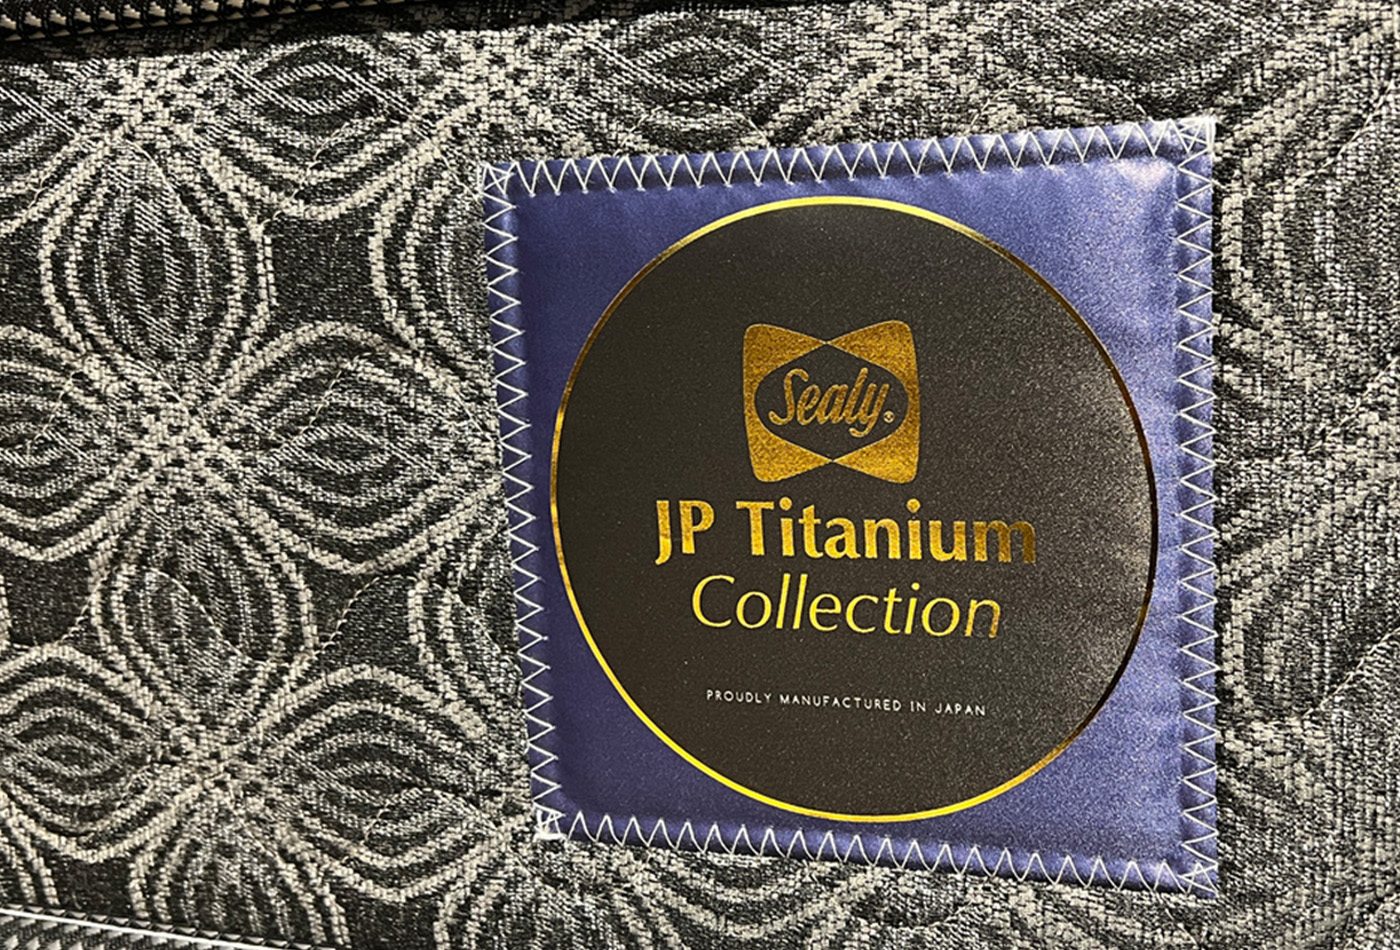 Sealy®
JP Titanium
Collection
PROUDLY MANUFACTURED IN JAPAN